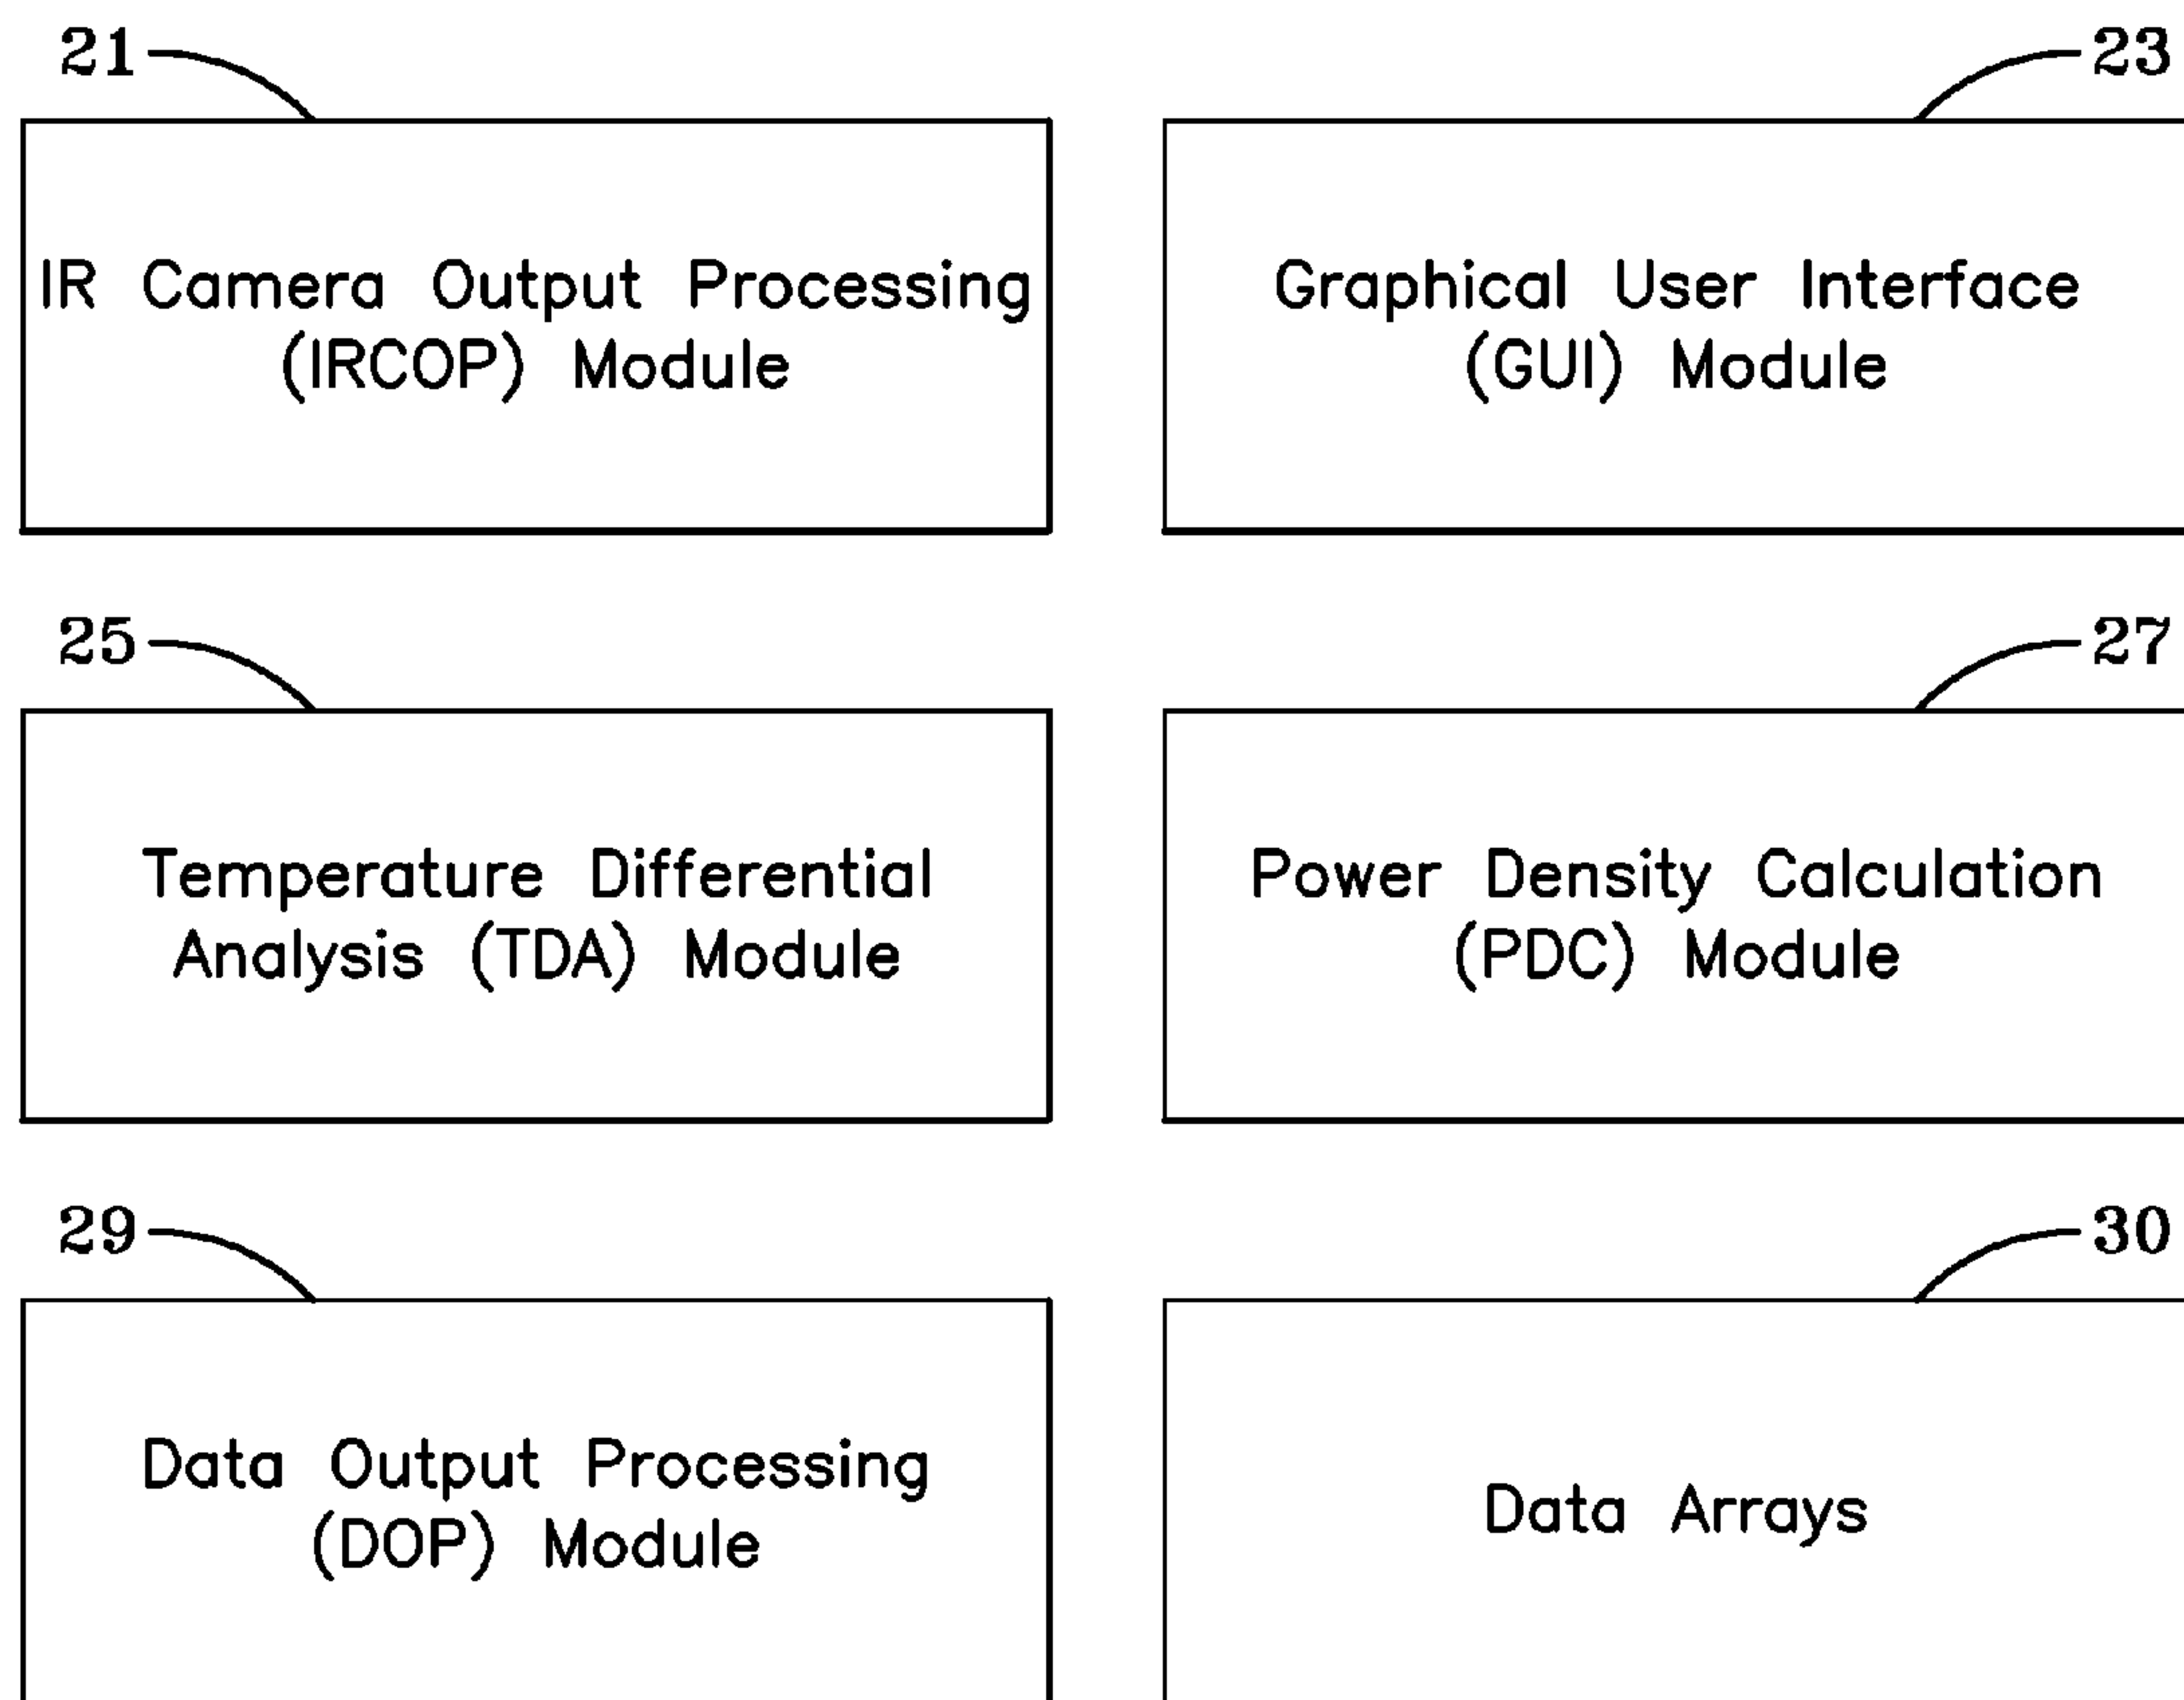 21
23
IR Camera Output Processing
(IRCOP) Module
Graphical User Interface
(GUI) Module
25
27
Temperature Differential
Analysis (TDA) Module
Power Density Calculation
(PDC) Module
29
30
Data Output Processing
(DOP) Module
Data Arrays